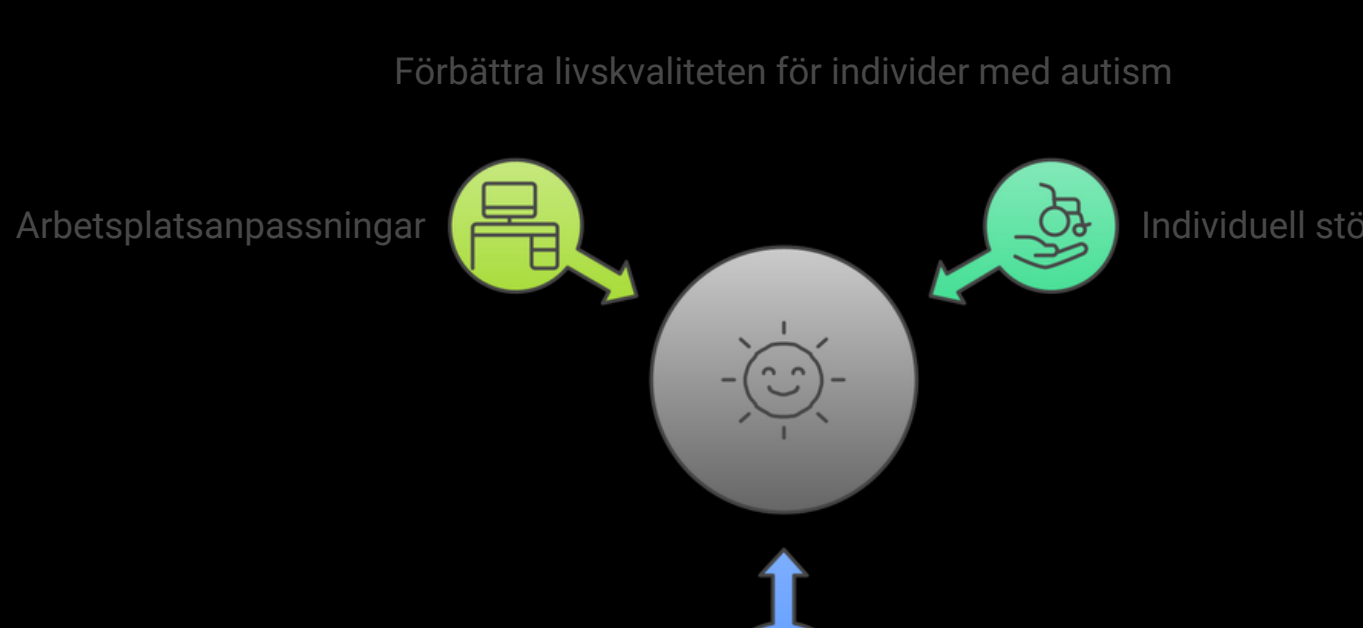 Förbättra livskvaliteten för individer med autism
Arbetsplatsanpassningar
Individuell